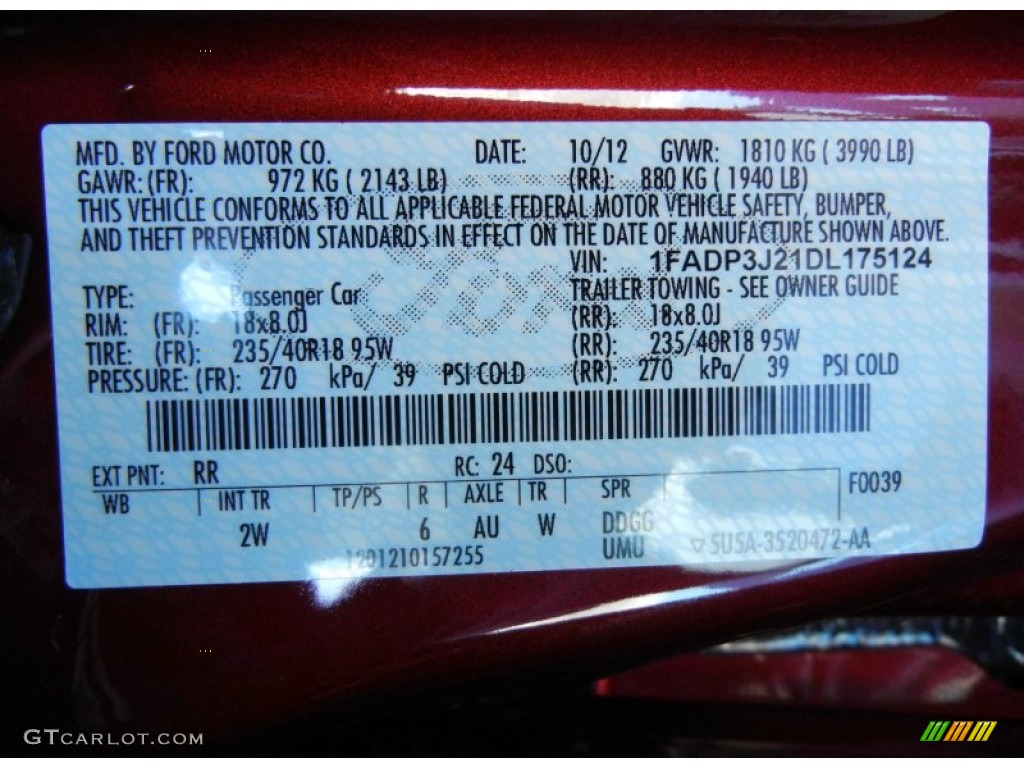 MFD. BY FORD MOTOR CO. DATE: 10/12 GVWR: 1810 KG ( 3990 LB)
GAWR: (FR): 972 KG ( 2143 LB) (RR): 880 KG ( 1940 LB)
THIS VEHICLE CONFORMS TO ALL APPLICABLE FEDERAL MOTOR VEHICLE SAFETY, BUMPER,
AND THEFT PREVENTION STANDARDS IN EFFECT ON THE DATE OF MANUFACTURE SHOWN ABOVE.
VIN: 1FADP3J21DL175124
TYPE: Passenger Car TRAILER TOWING - SEE OWNER GUIDE
RIM: (FR): 18x8.0J (RR): 18x8.0J
TIRE: (FR): 235/40R18 95W (RR): 235/40R18 95W
PRESSURE: (FR): 270 kPa/ 39 PSI COLD (RR): 270 kPa/ 39 PSI COLD
EXT PNT: RR RC: 24 DSO:
WB INT TR TP/PS R AXLE TR SPR F0039
2W 6 AU W DDGG
1201210157255 UMU ▽5U5A-3520472-AA
GTCARLOT.COM